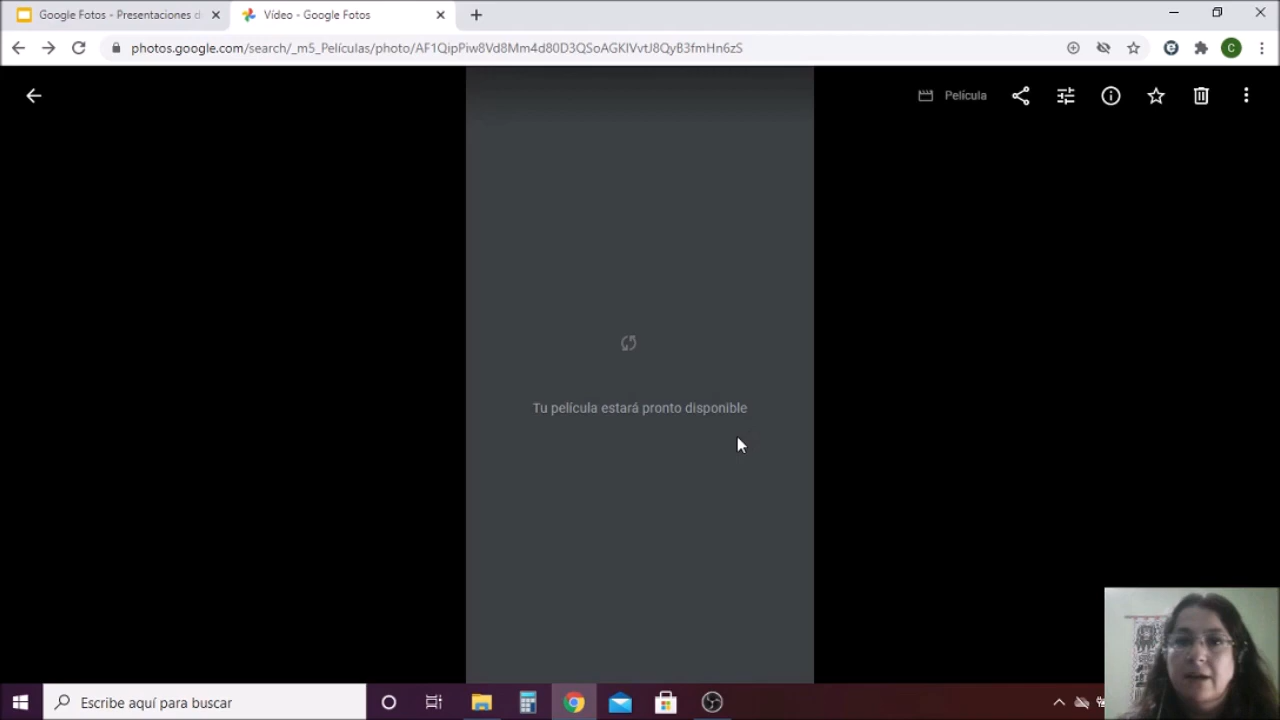 Google Fotos - Presentaciones d
Vídeo - Google Fotos
photos.google.com/search/_m5_Películas/photo/AF1QipPiw8Vd8Mm4d80D3QSoAGKIVvtJ8QyB3fmHn6zS
C
Película
Tu película estará pronto disponible
Escribe aquí para buscar